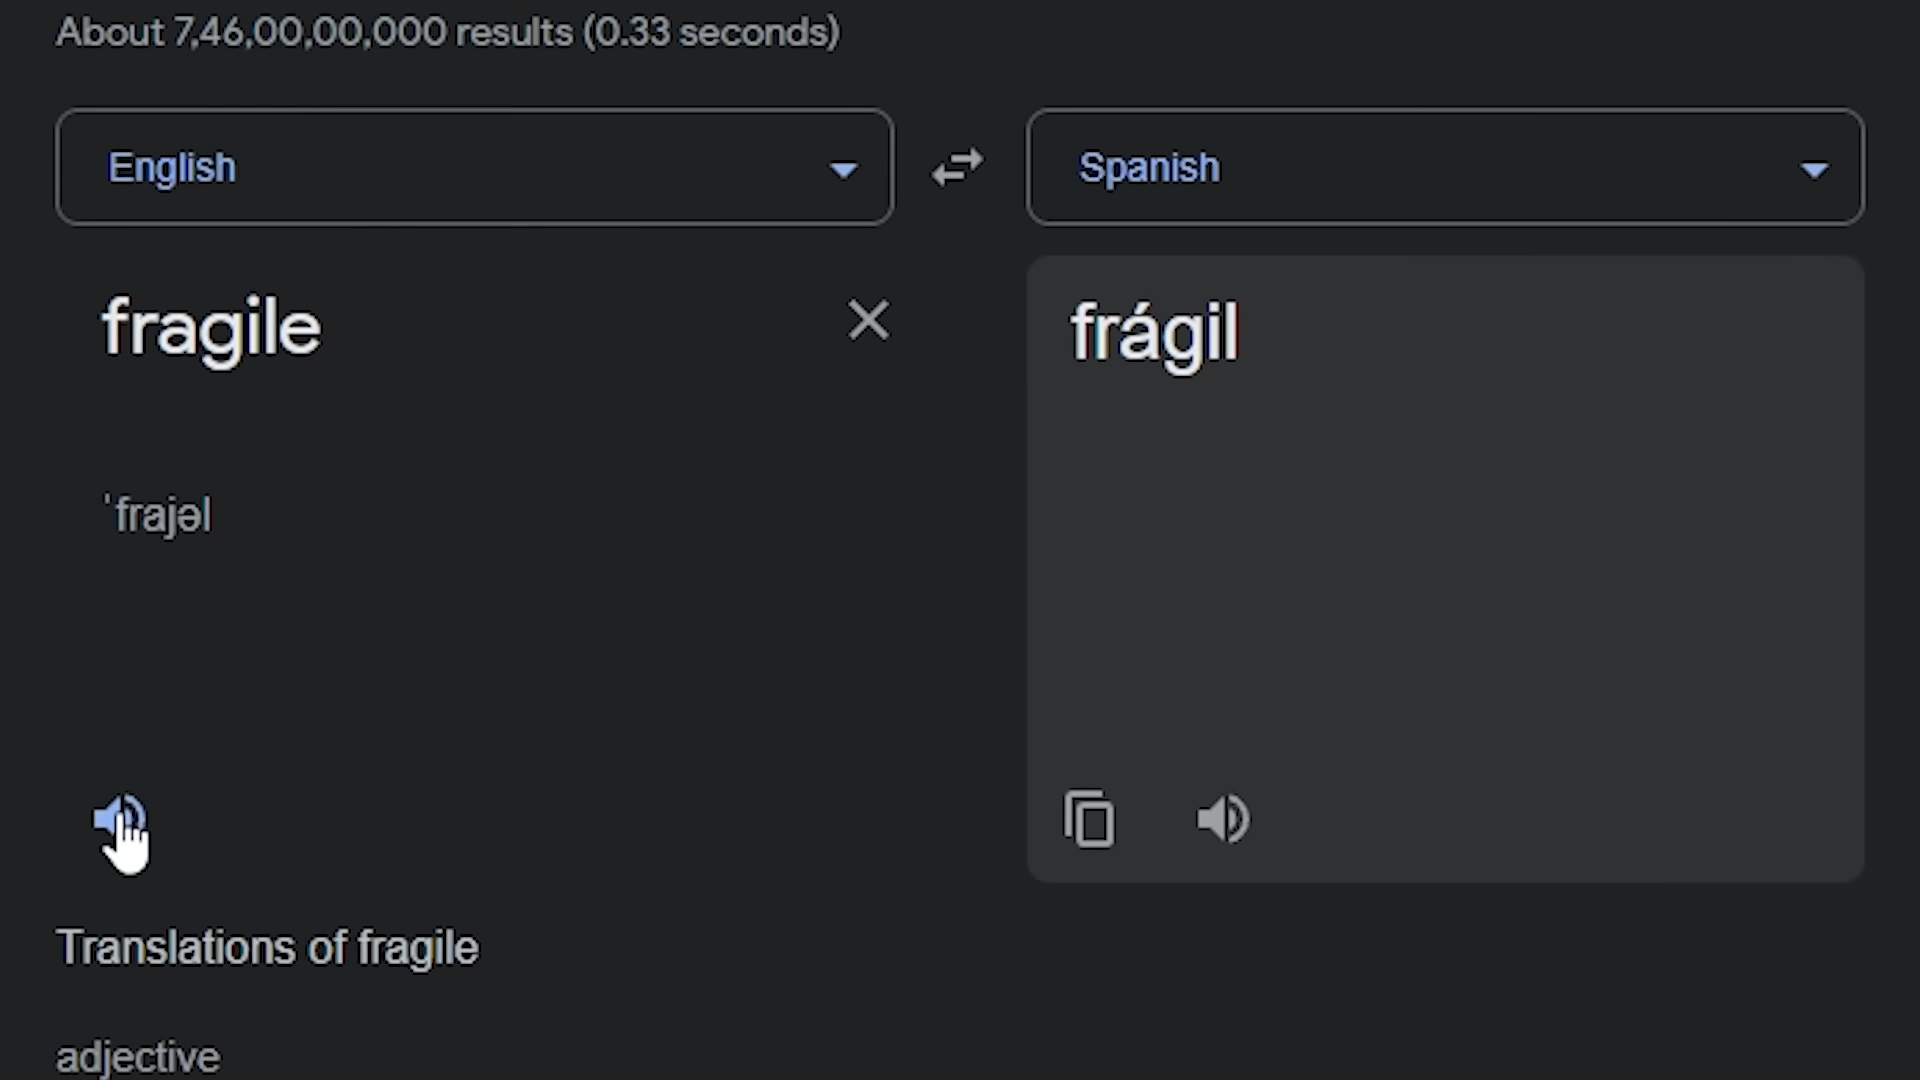 About 7,46,00,00,000 results (0.33 seconds)
English
Spanish
fragile
frágil
ˈfrajəl
Translations of fragile
adjective